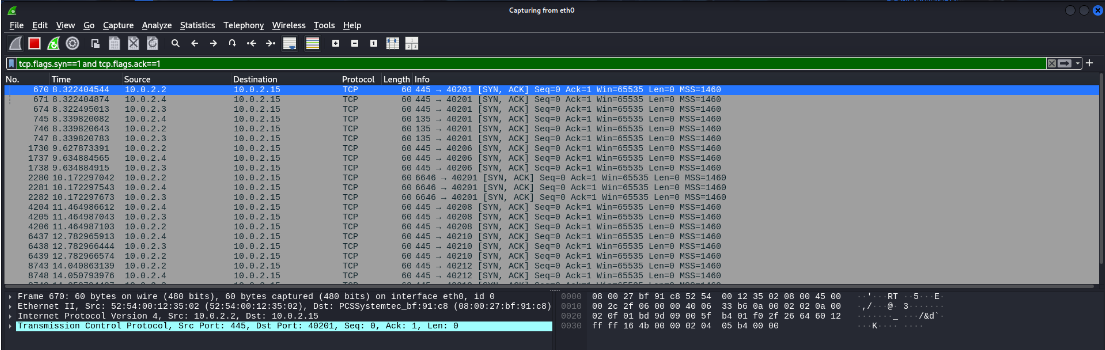 Capturing from eth0
File Edit View Go Capture Analyze Statistics Telephony Wireless Tools Help
tcp.flags.syn==1 and tcp.flags.ack==1
No. Time Source Destination Protocol Length Info
670 8.322404544 10.0.2.2 10.0.2.15 TCP 60 445 → 40201 [SYN, ACK] Seq=0 Ack=1 Win=65535 Len=0 MSS=1460
671 8.322404874 10.0.2.4 10.0.2.15 TCP 60 445 → 40201 [SYN, ACK] Seq=0 Ack=1 Win=65535 Len=0 MSS=1460
674 8.322495013 10.0.2.3 10.0.2.15 TCP 60 445 → 40201 [SYN, ACK] Seq=0 Ack=1 Win=65535 Len=0 MSS=1460
745 8.339820082 10.0.2.4 10.0.2.15 TCP 60 135 → 40201 [SYN, ACK] Seq=0 Ack=1 Win=65535 Len=0 MSS=1460
746 8.339820643 10.0.2.2 10.0.2.15 TCP 60 135 → 40201 [SYN, ACK] Seq=0 Ack=1 Win=65535 Len=0 MSS=1460
747 8.339820783 10.0.2.3 10.0.2.15 TCP 60 135 → 40201 [SYN, ACK] Seq=0 Ack=1 Win=65535 Len=0 MSS=1460
1730 9.627873391 10.0.2.2 10.0.2.15 TCP 60 445 → 40206 [SYN, ACK] Seq=0 Ack=1 Win=65535 Len=0 MSS=1460
1737 9.634884565 10.0.2.4 10.0.2.15 TCP 60 445 → 40206 [SYN, ACK] Seq=0 Ack=1 Win=65535 Len=0 MSS=1460
1738 9.634884915 10.0.2.3 10.0.2.15 TCP 60 445 → 40206 [SYN, ACK] Seq=0 Ack=1 Win=65535 Len=0 MSS=1460
2280 10.172297042 10.0.2.2 10.0.2.15 TCP 60 6646 → 40201 [SYN, ACK] Seq=0 Ack=1 Win=65535 Len=0 MSS=1460
2281 10.172297543 10.0.2.4 10.0.2.15 TCP 60 6646 → 40201 [SYN, ACK] Seq=0 Ack=1 Win=65535 Len=0 MSS=1460
2282 10.172297673 10.0.2.3 10.0.2.15 TCP 60 6646 → 40201 [SYN, ACK] Seq=0 Ack=1 Win=65535 Len=0 MSS=1460
4204 11.464986612 10.0.2.4 10.0.2.15 TCP 60 445 → 40208 [SYN, ACK] Seq=0 Ack=1 Win=65535 Len=0 MSS=1460
4205 11.464987043 10.0.2.3 10.0.2.15 TCP 60 445 → 40208 [SYN, ACK] Seq=0 Ack=1 Win=65535 Len=0 MSS=1460
4206 11.464987103 10.0.2.2 10.0.2.15 TCP 60 445 → 40208 [SYN, ACK] Seq=0 Ack=1 Win=65535 Len=0 MSS=1460
6437 12.782965913 10.0.2.4 10.0.2.15 TCP 60 445 → 40210 [SYN, ACK] Seq=0 Ack=1 Win=65535 Len=0 MSS=1460
6438 12.782966444 10.0.2.3 10.0.2.15 TCP 60 445 → 40210 [SYN, ACK] Seq=0 Ack=1 Win=65535 Len=0 MSS=1460
6439 12.782966574 10.0.2.2 10.0.2.15 TCP 60 445 → 40210 [SYN, ACK] Seq=0 Ack=1 Win=65535 Len=0 MSS=1460
8743 14.040863139 10.0.2.2 10.0.2.15 TCP 60 445 → 40212 [SYN, ACK] Seq=0 Ack=1 Win=65535 Len=0 MSS=1460
8748 14.050793976 10.0.2.4 10.0.2.15 TCP 60 445 → 40212 [SYN, ACK] Seq=0 Ack=1 Win=65535 Len=0 MSS=1460
Frame 670: 60 bytes on wire (480 bits), 60 bytes captured (480 bits) on interface eth0, id 0
Ethernet II, Src: 52:54:00:12:35:02 (52:54:00:12:35:02), Dst: PCSSystemtec_bf:91:c8 (08:00:27:bf:91:c8)
Internet Protocol Version 4, Src: 10.0.2.2, Dst: 10.0.2.15
Transmission Control Protocol, Src Port: 445, Dst Port: 40201, Seq: 0, Ack: 1, Len: 0
0000 08 00 27 bf 91 c8 52 54 00 12 35 02 08 00 45 00 ··'···RT ··5···E·
0010 00 2c 2f 06 00 00 40 06 33 b6 0a 00 02 02 0a 00 ·,/···@· 3·······
0020 02 0f 01 bd 9d 09 00 5f b4 01 f0 2f 26 64 60 12 ·······_ ···/&d`·
0030 ff ff 16 4b 00 00 02 04 05 b4 00 00 ···K···· ····